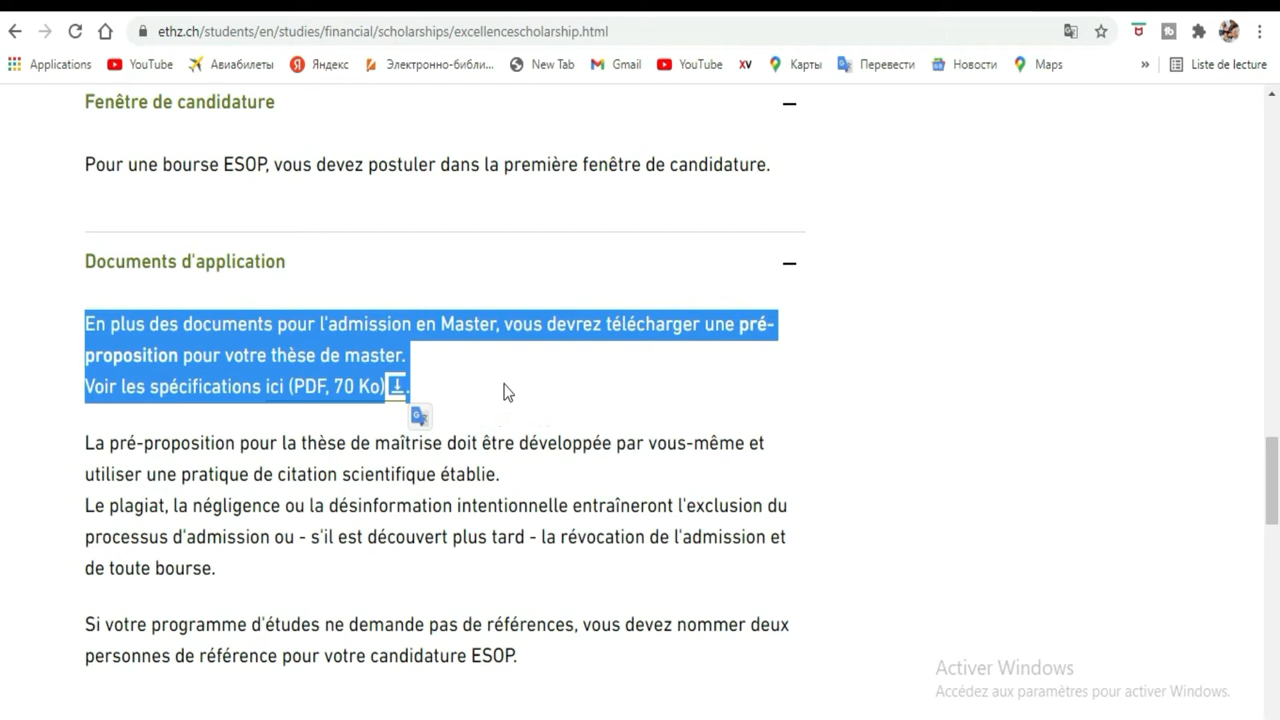 ethz.ch/students/en/studies/financial/scholarships/excellencescholarship.html
Applications YouTube Авиабилеты Яндекс Электронно-библи... New Tab Gmail YouTube XV Карты Перевести Новости Maps » Liste de lecture
Fenêtre de candidature
Pour une bourse ESOP, vous devez postuler dans la première fenêtre de candidature.
Documents d'application
En plus des documents pour l'admission en Master, vous devrez télécharger une pré-
proposition pour votre thèse de master.
Voir les spécifications ici (PDF, 70 Ko).
La pré-proposition pour la thèse de maîtrise doit être développée par vous-même et
utiliser une pratique de citation scientifique établie.
Le plagiat, la négligence ou la désinformation intentionnelle entraîneront l'exclusion du
processus d'admission ou - s'il est découvert plus tard - la révocation de l'admission et
de toute bourse.
Si votre programme d'études ne demande pas de références, vous devez nommer deux
personnes de référence pour votre candidature ESOP.
Activer Windows
Accédez aux paramètres pour activer Windows.